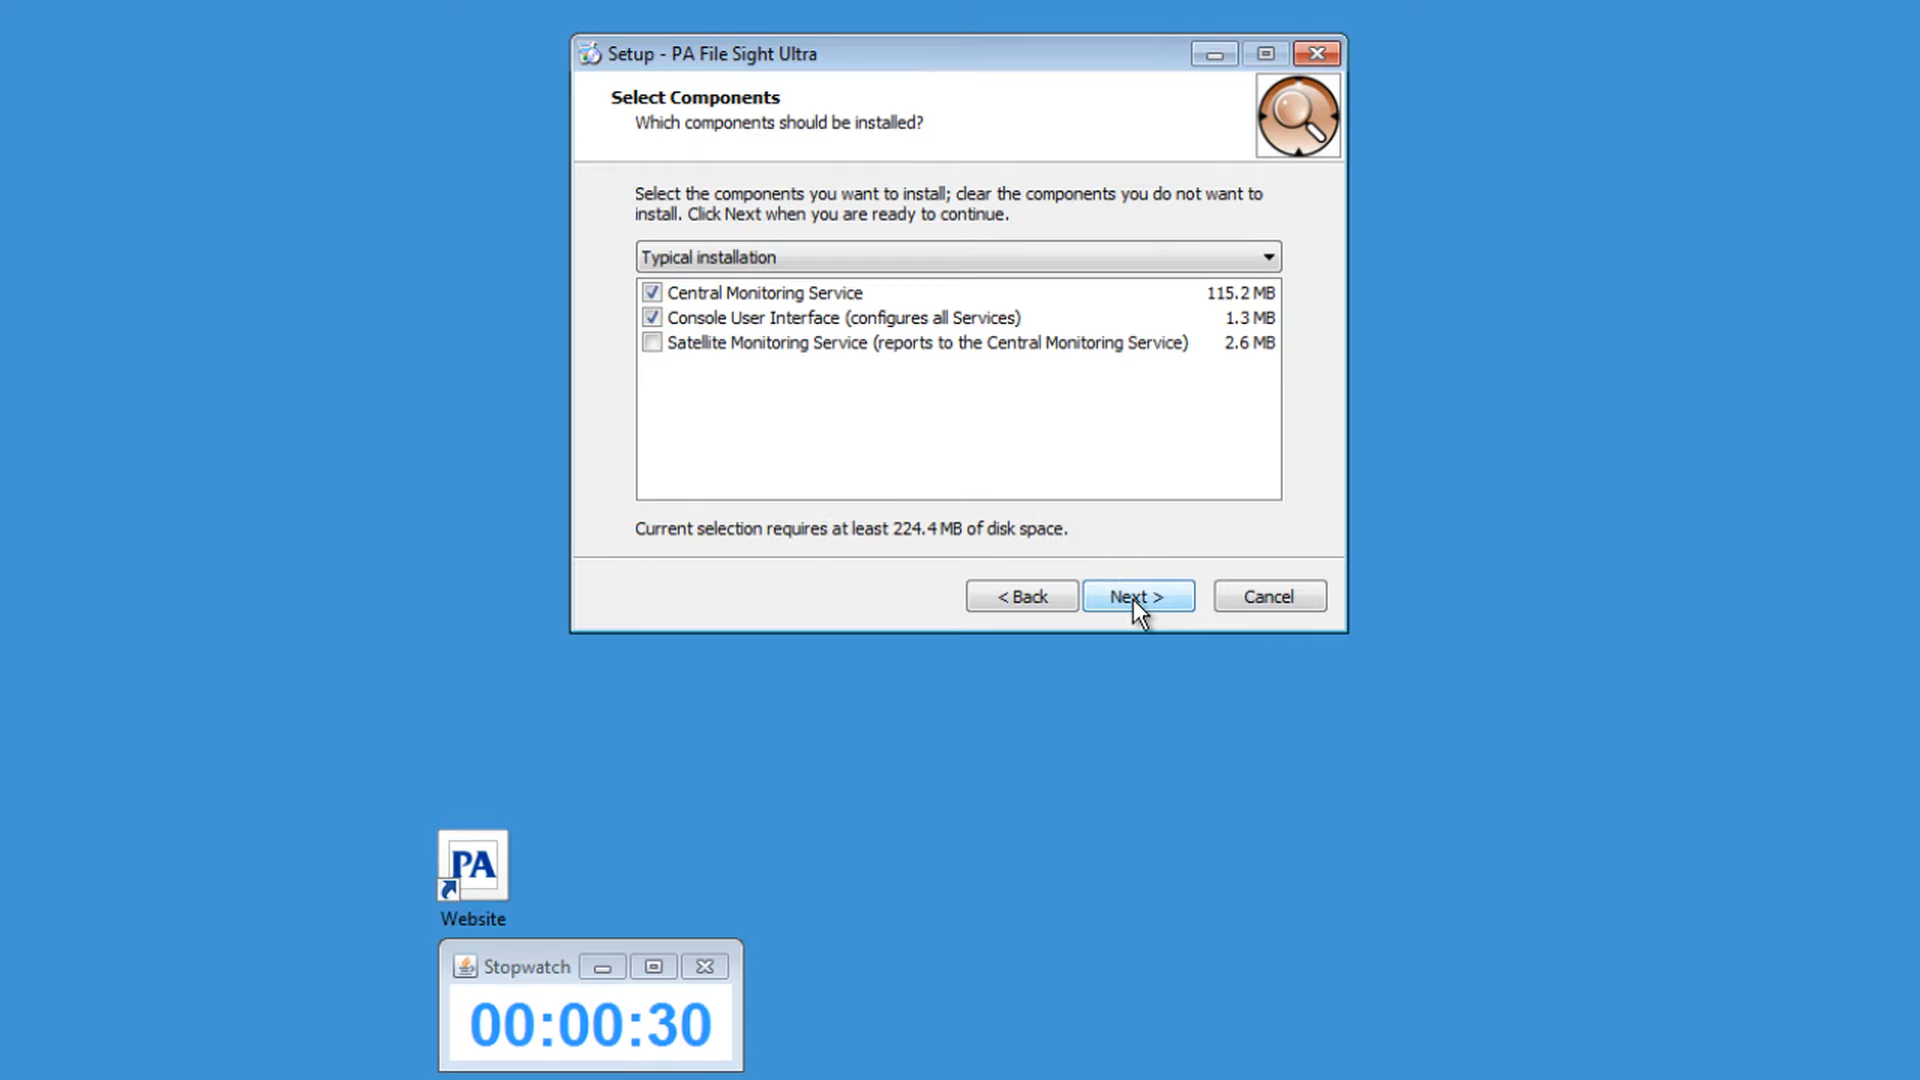 Setup - PA File Sight Ultra
Select Components
Which components should be installed?
Select the components you want to install; clear the components you do not want to
install. Click Next when you are ready to continue.
Typical installation
Central Monitoring Service 115.2 MB
Console User Interface (configures all Services) 1.3 MB
Satellite Monitoring Service (reports to the Central Monitoring Service) 2.6 MB
Current selection requires at least 224.4 MB of disk space.
< Back Next > Cancel
PA
Website
Stopwatch
00:00:30